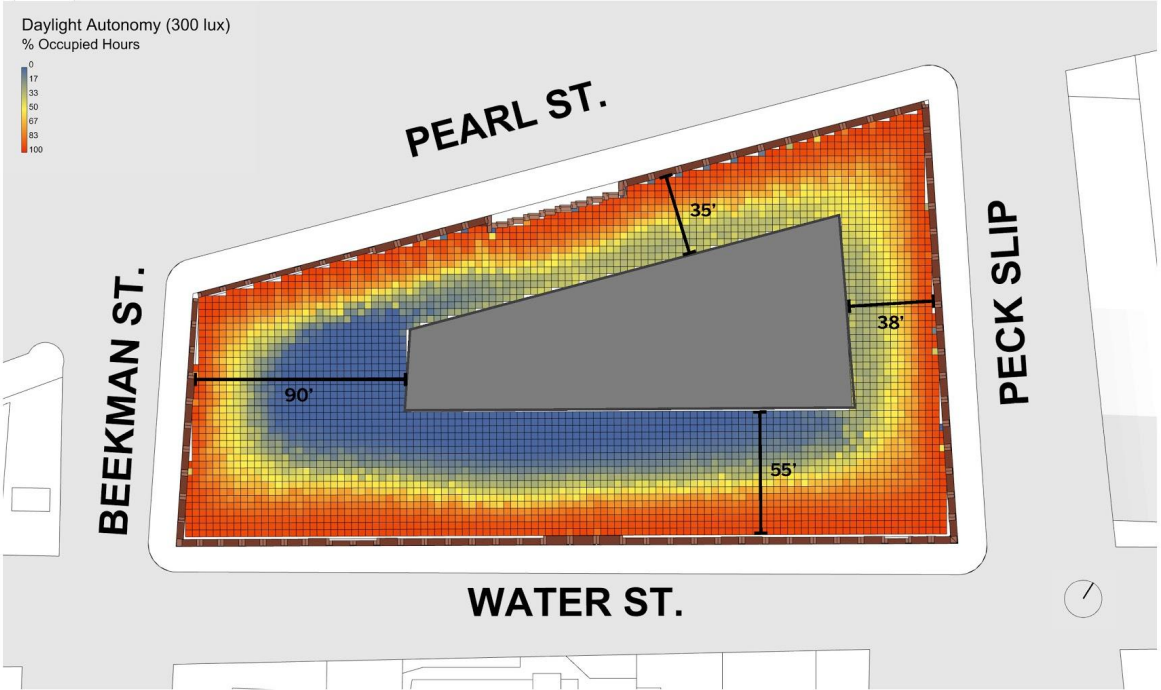 Daylight Autonomy (300 lux)
% Occupied Hours
0
17
33
50
67
83
100
PEARL ST.
35'
PECK SLIP
38'
BEEKMAN ST.
90'
55'
WATER ST.